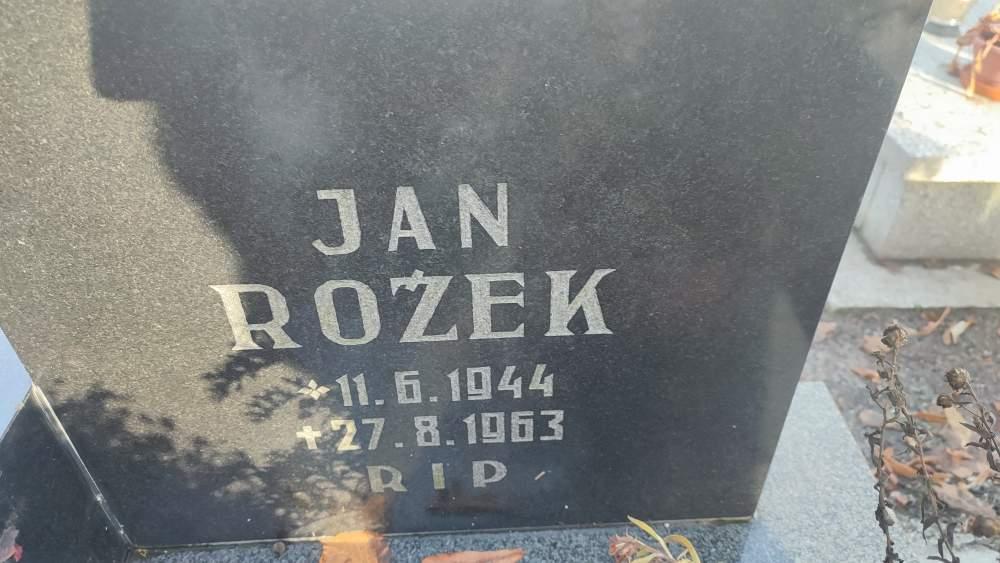 JAN
ROŻEK
11.6.1944
27.8.1963
RIP